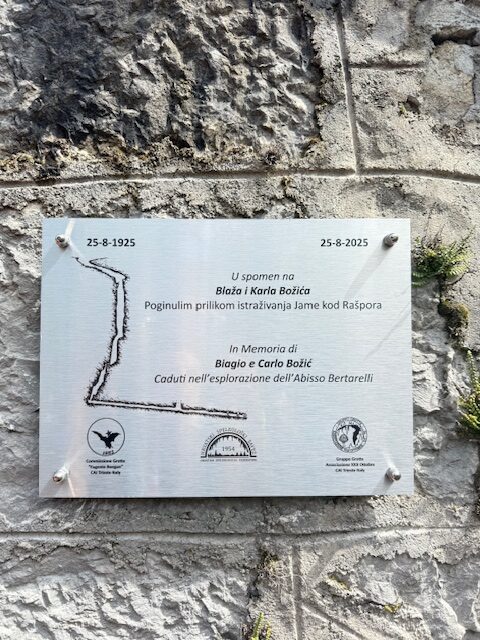 25-8-1925
25-8-2025
U spomen na
Blaža i Karla Božića
Poginulim prilikom istraživanja Jame kod Rašpora
In Memoria di
Biagio e Carlo Božić
Caduti nell'esplorazione dell'Abisso Bertarelli
Commissione Grotte
"Eugenio Boegan"
CAI Trieste Italy
1954
Gruppo Grotte
Associazione XXX Ottobre
CAI Trieste Italy